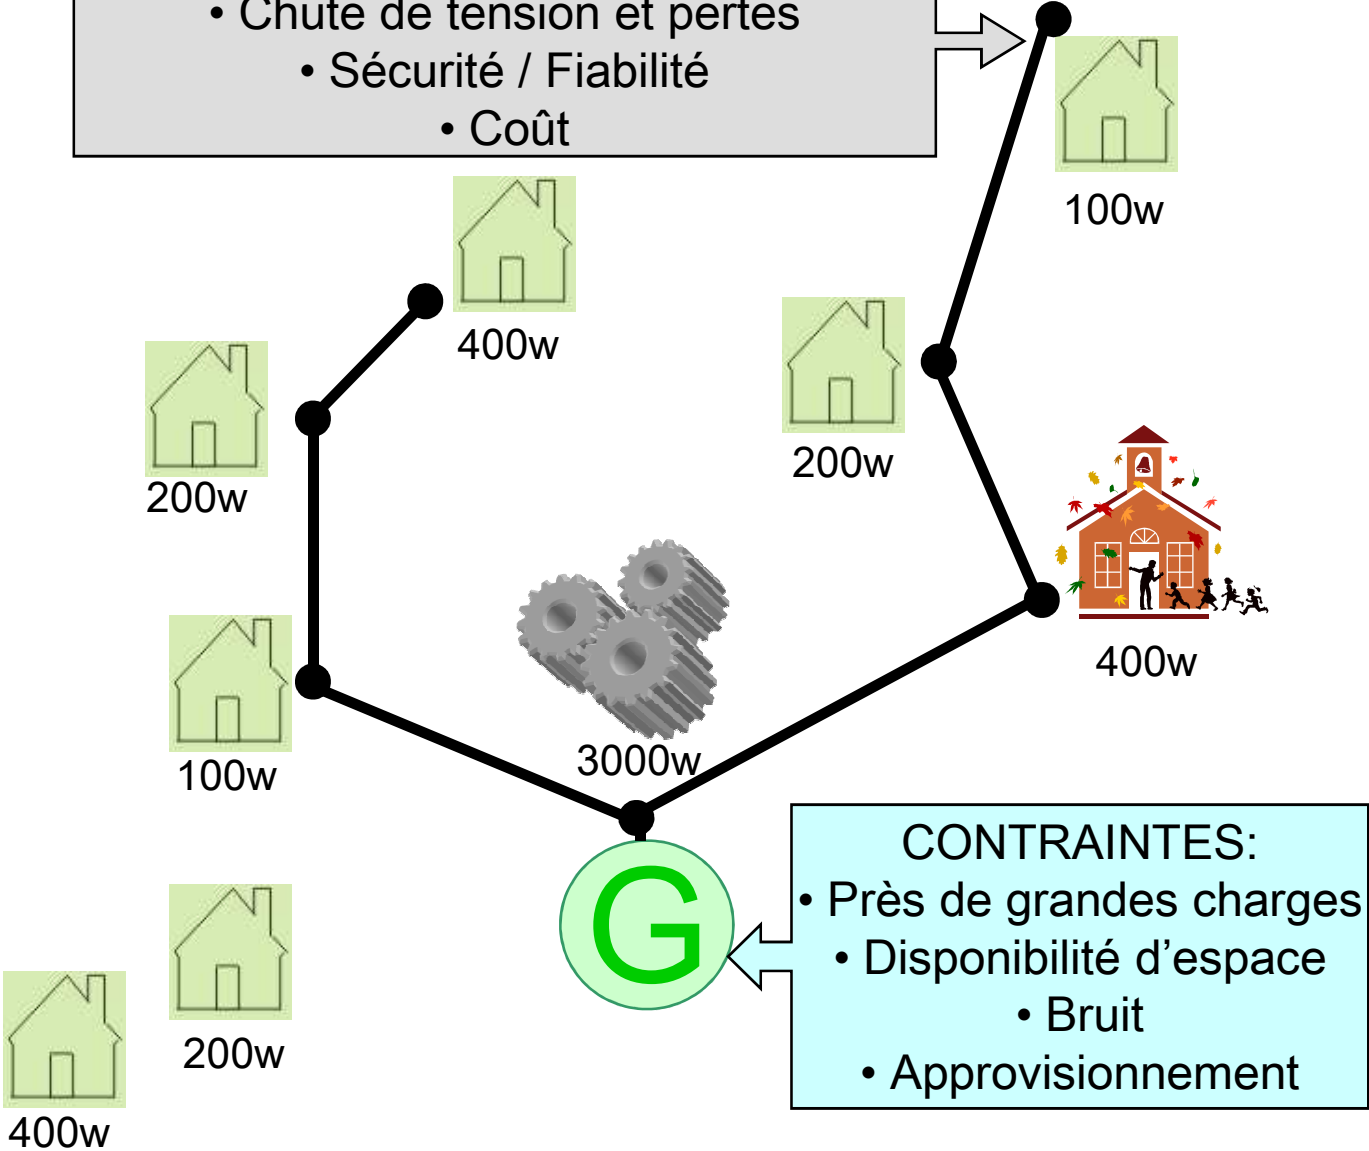 • Chute de tension et pertes
• Sécurité / Fiabilité
• Coût
100w
400w
200w
200w
400w
100w
3000w
G
CONTRAINTES:
• Près de grandes charges
• Disponibilité d'espace
• Bruit
• Approvisionnement
200w
400w